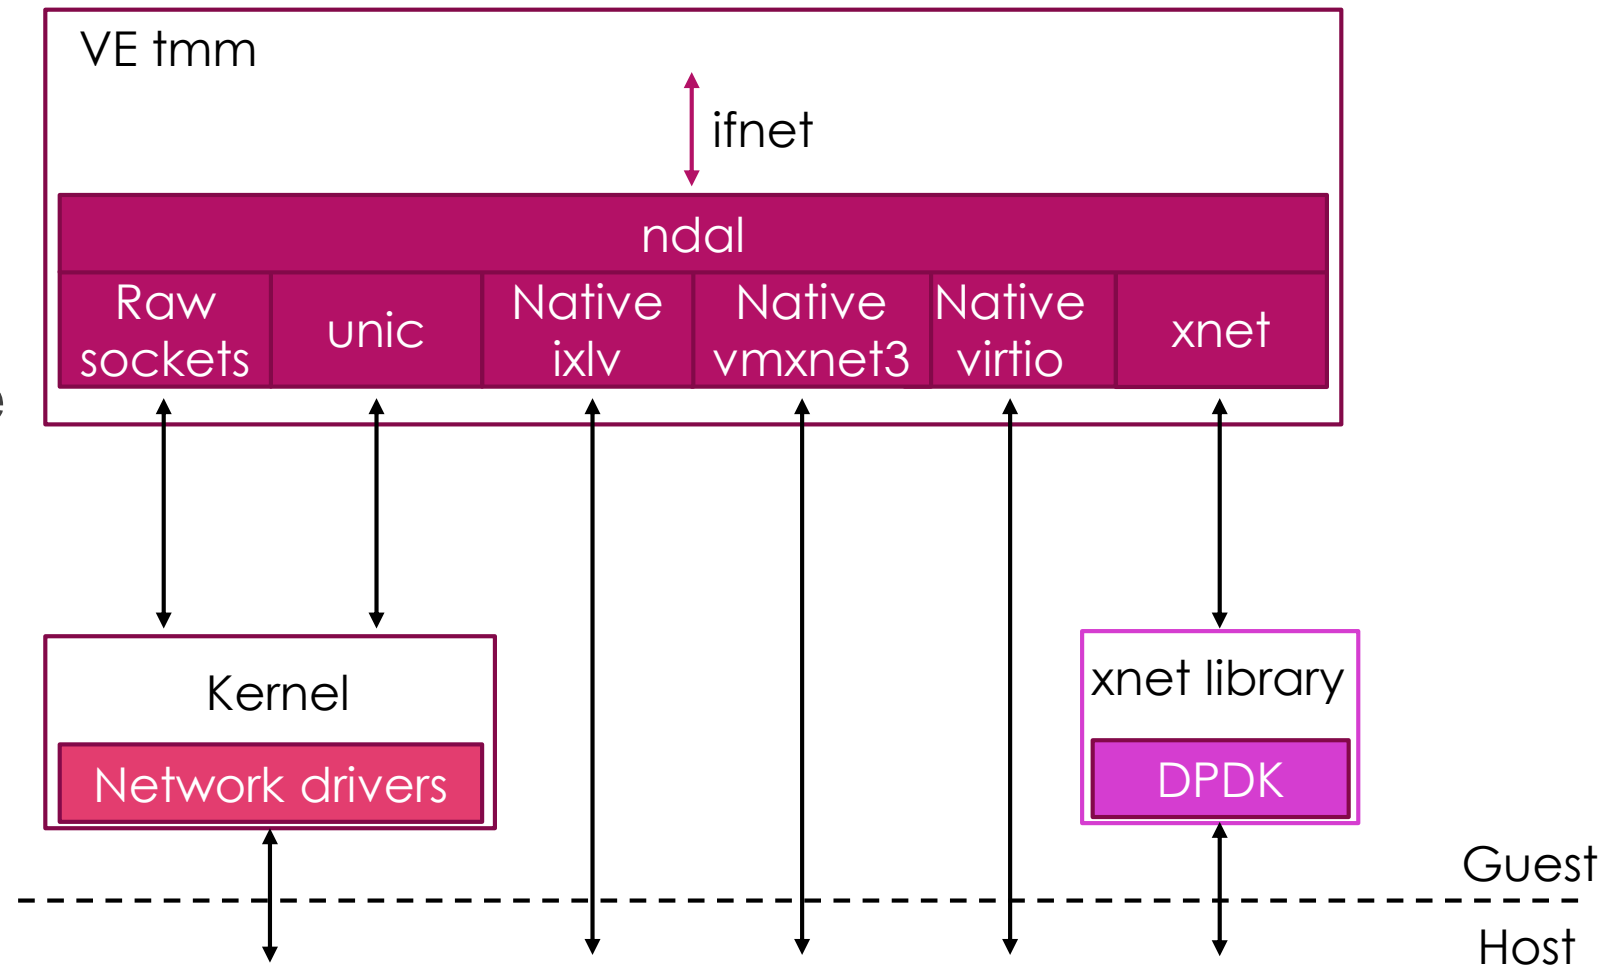 VE tmm
ifnet
ndal
Raw
sockets
unic
Native
ixlv
Native
vmxnet3
Native
virtio
xnet
Kernel
Network drivers
xnet library
DPDK
Guest
Host